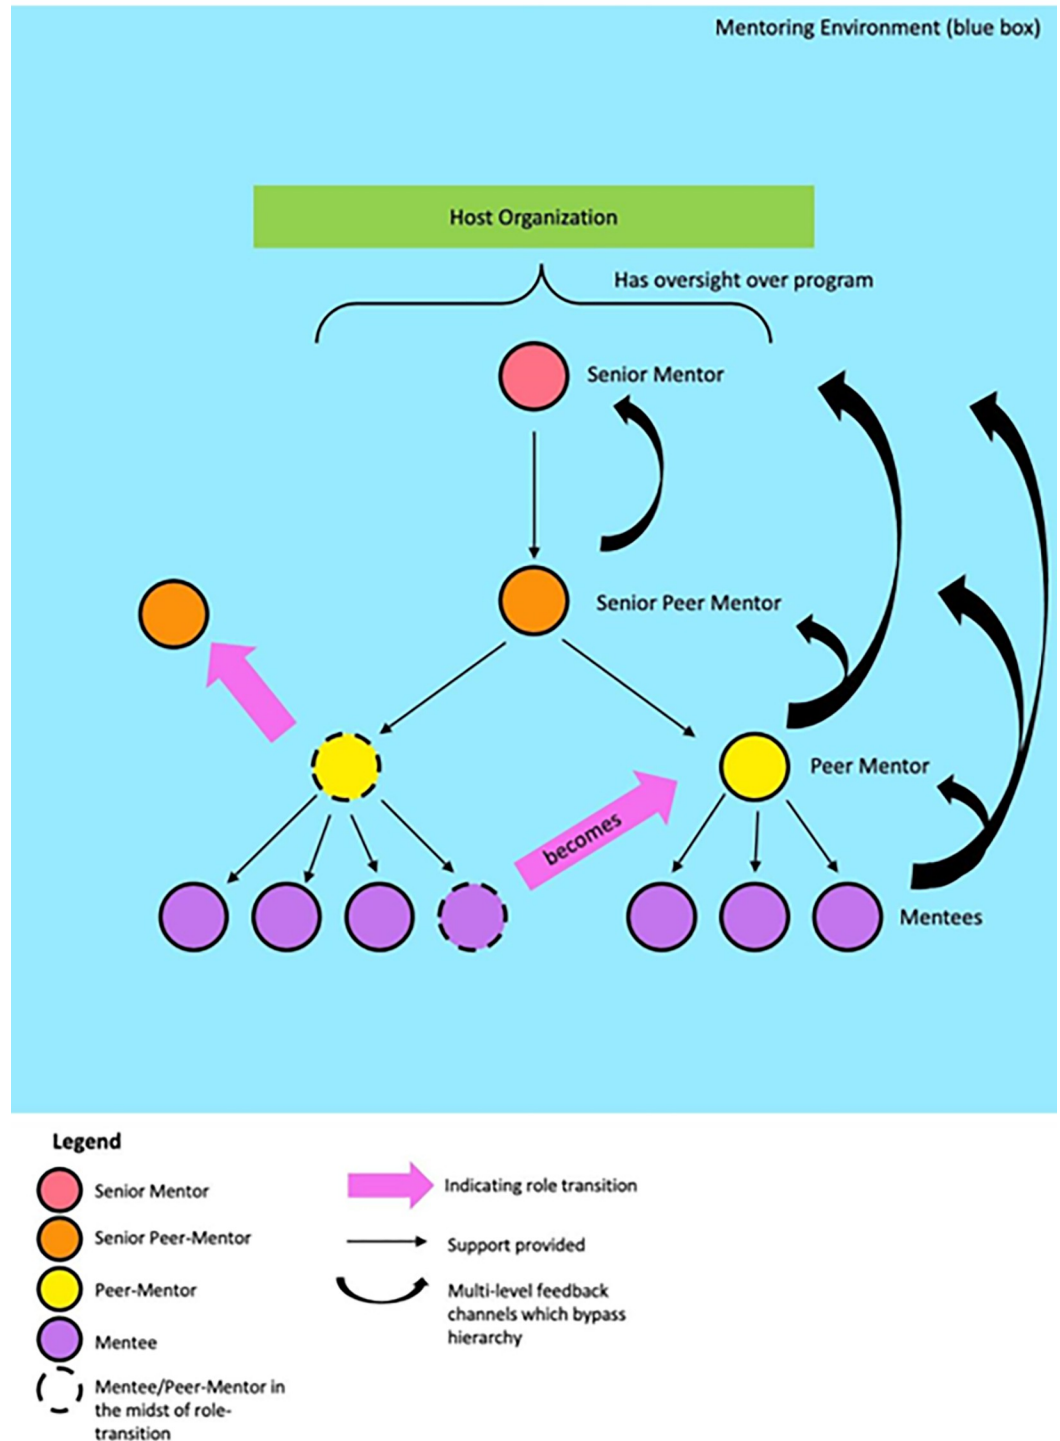 Mentoring Environment (blue box)
Host Organization
Has oversight over program
Senior Mentor
Senior Peer Mentor
Peer Mentor
becomes
Mentees
Legend
Senior Mentor
Senior Peer-Mentor
Peer-Mentor
Mentee
Mentee/Peer-Mentor in
the midst of role-
transition
Indicating role transition
Support provided
Multi-level feedback
channels which bypass
hierarchy